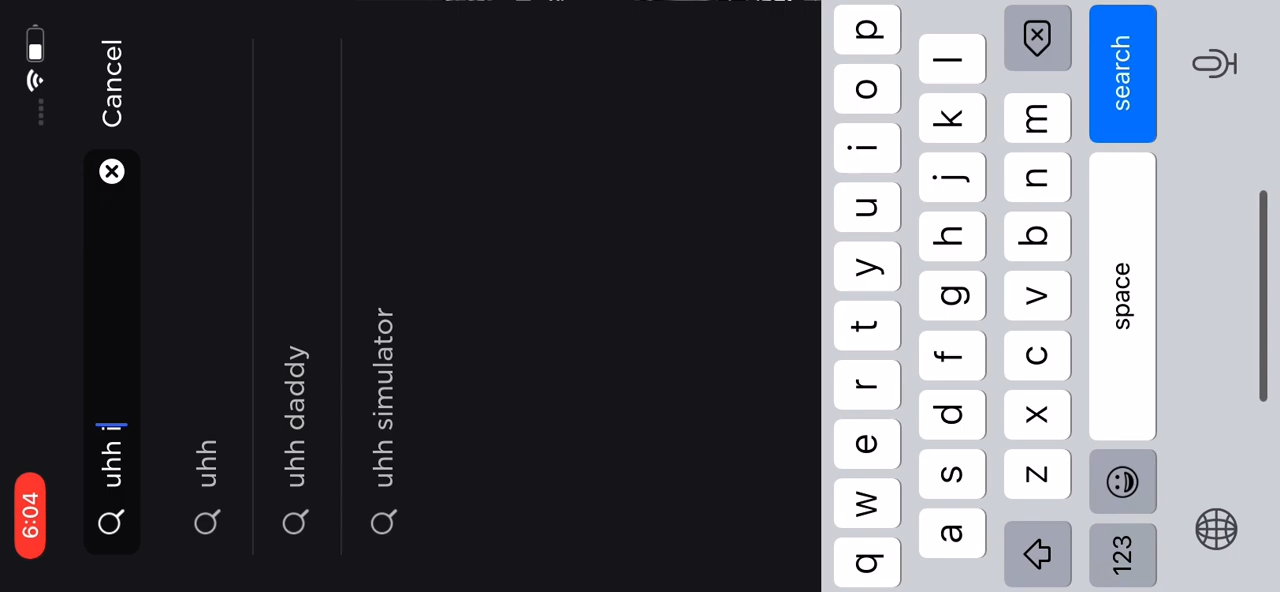 6:04
uhh i
Cancel
uhh
uhh daddy
uhh simulator
q w e r t y u i o p
a s d f g h j k l
z x c v b n m
123 space search